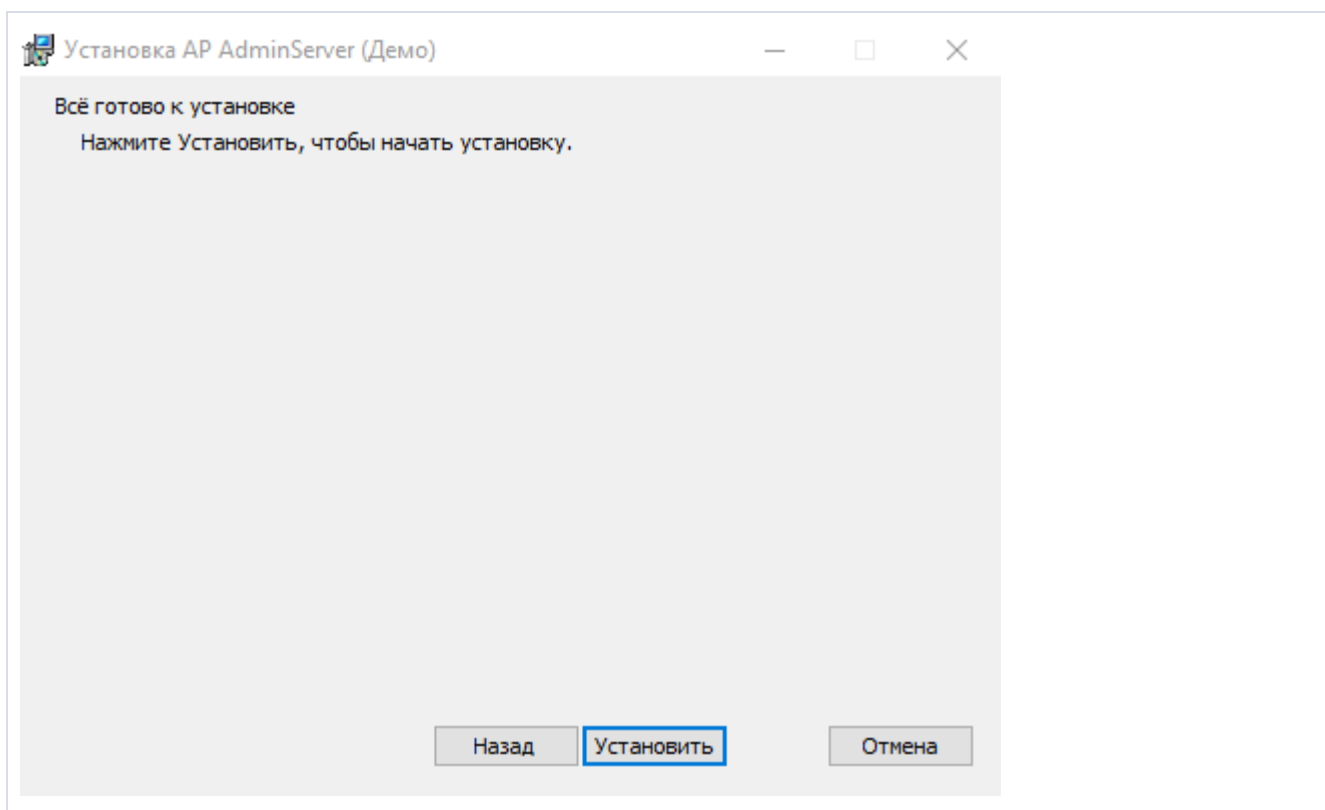 Установка AP AdminServer (Демо)
Всё готово к установке
Нажмите Установить, чтобы начать установку.
Назад Установить Отмена